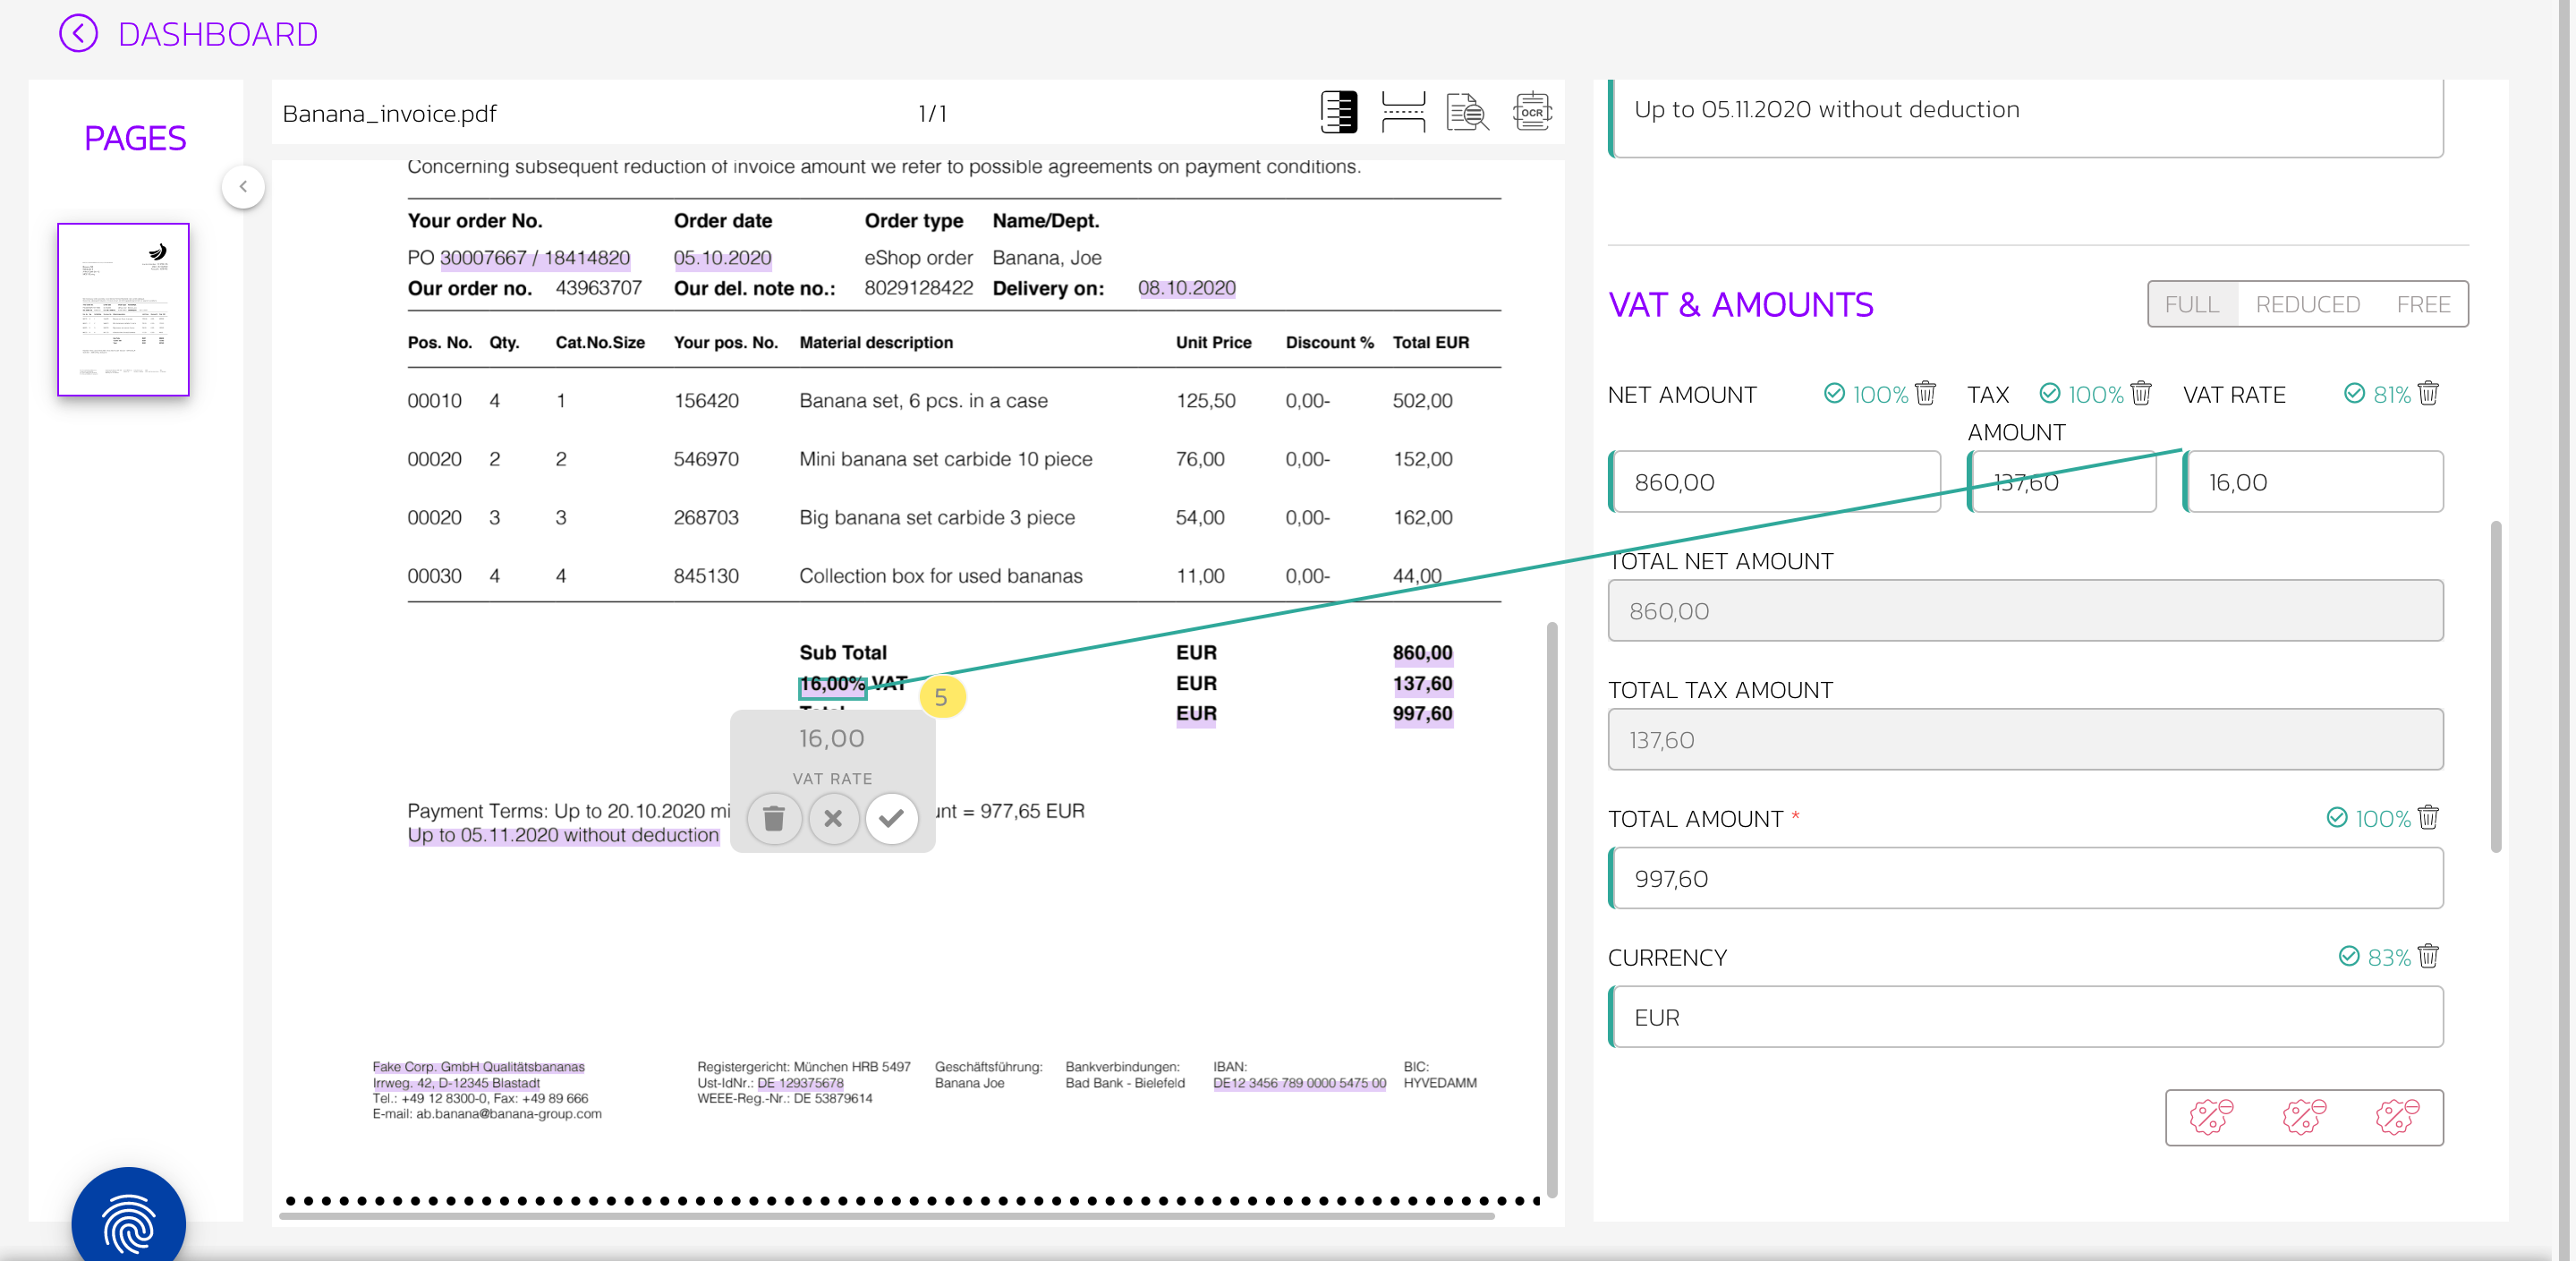 DASHBOARD
PAGES
Banana_invoice.pdf 1/1 OCR
Concerning subsequent reduction of invoice amount we refer to possible agreements on payment conditions.
Your order No. Order date Order type Name/Dept.
PO 30007667 / 18414820 05.10.2020 eShop order Banana, Joe
Our order no. 43963707 Our del. note no.: 8029128422 Delivery on: 08.10.2020
Pos. No. Qty. Cat.No.Size Your pos. No. Material description Unit Price Discount % Total EUR
00010 4 1 156420 Banana set, 6 pcs. in a case 125,50 0,00- 502,00
00020 2 2 546970 Mini banana set carbide 10 piece 76,00 0,00- 152,00
00020 3 3 268703 Big banana set carbide 3 piece 54,00 0,00- 162,00
00030 4 4 845130 Collection box for used bananas 11,00 0,00- 44,00
Sub Total EUR 860,00
16,00% VAT EUR 137,60
EUR 997,60
5
16,00
VAT RATE
Payment Terms: Up to 20.10.2020 = 977,65 EUR
Up to 05.11.2020 without deduction
Fake Corp. GmbH Qualitätsbananas
Irrweg. 42, D-12345 Blastadt
Tel.: +49 12 8300-0, Fax: +49 89 666
E-mail: ab.banana@banana-group.com
Registergericht: München HRB 5497
Ust-IdNr.: DE 129375678
WEEE-Reg.-Nr.: DE 53879614
Geschäftsführung:
Banana Joe
Bankverbindungen:
Bad Bank - Bielefeld
IBAN:
DE12 3456 789 0000 5475 00
BIC:
HYVEDAMM
Up to 05.11.2020 without deduction
VAT & AMOUNTS FULL REDUCED FREE
NET AMOUNT 100% TAX AMOUNT 100% VAT RATE 81%
860,00 137,60 16,00
TOTAL NET AMOUNT
860,00
TOTAL TAX AMOUNT
137,60
TOTAL AMOUNT * 100%
997,60
CURRENCY 83%
EUR